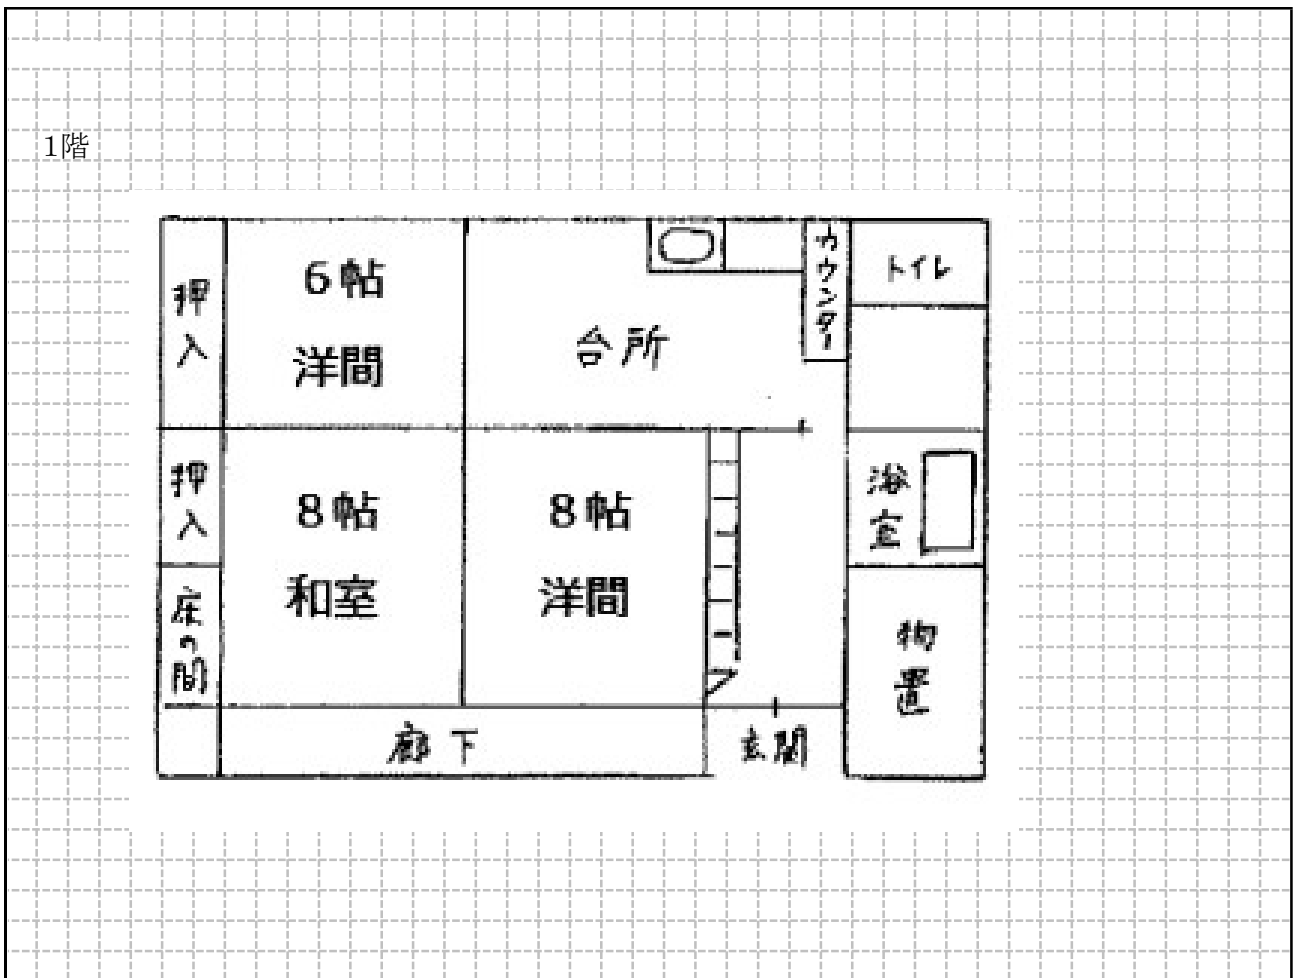 1階
押入
6帖
洋間
台所
カウンター
トイレ
押入
8帖
和室
8帖
洋間
浴室
床の間
物置
廊下
玄関